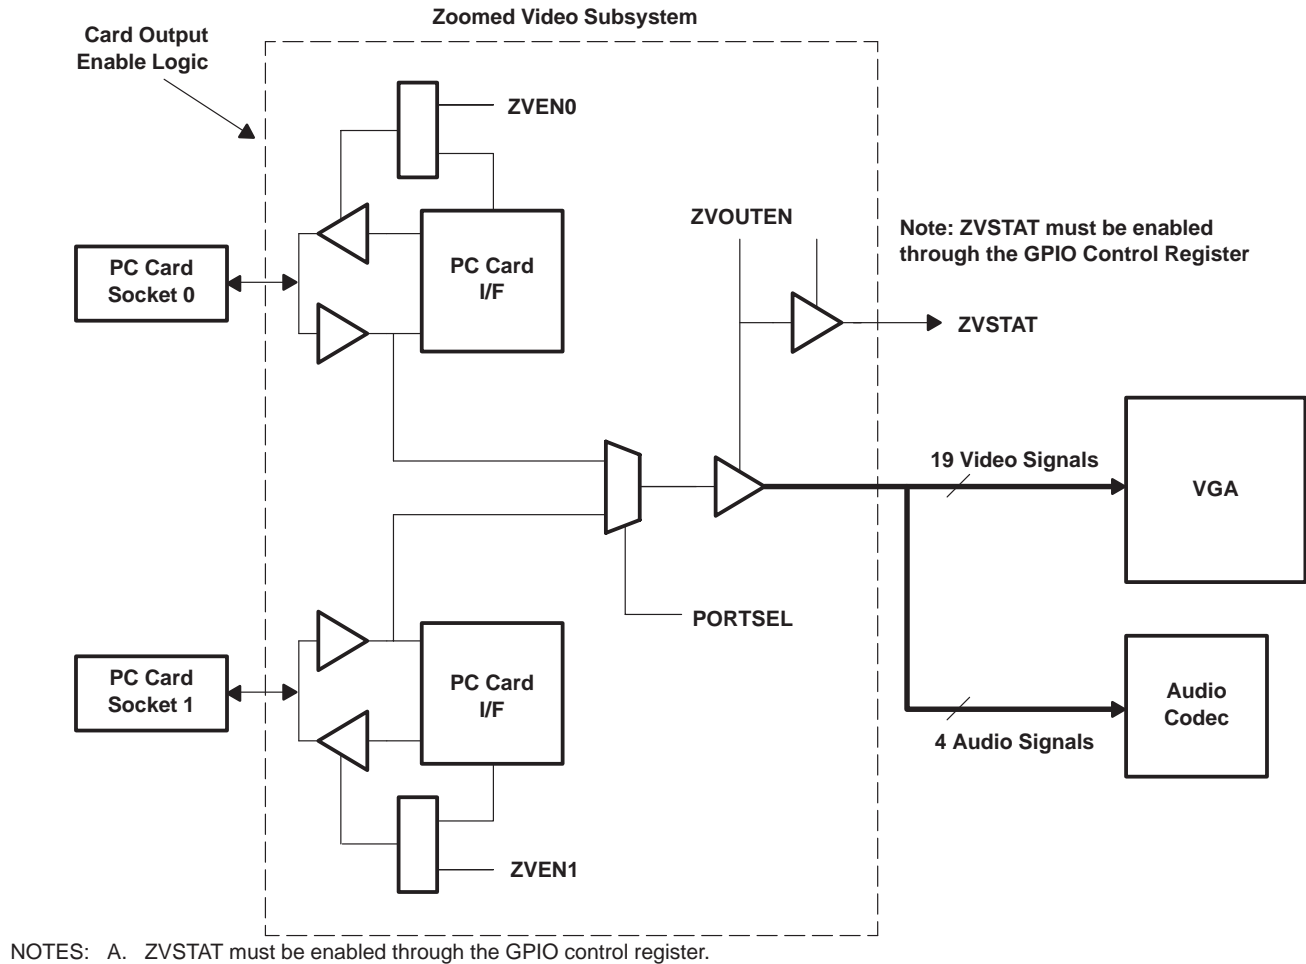 Zoomed Video Subsystem
Card Output
Enable Logic
ZVEN0
ZVOUTEN
Note: ZVSTAT must be enabled
through the GPIO Control Register
PC Card
Socket 0
PC Card
I/F
ZVSTAT
19 Video Signals
VGA
PORTSEL
PC Card
Socket 1
PC Card
I/F
Audio
Codec
4 Audio Signals
ZVEN1
NOTES: A. ZVSTAT must be enabled through the GPIO control register.